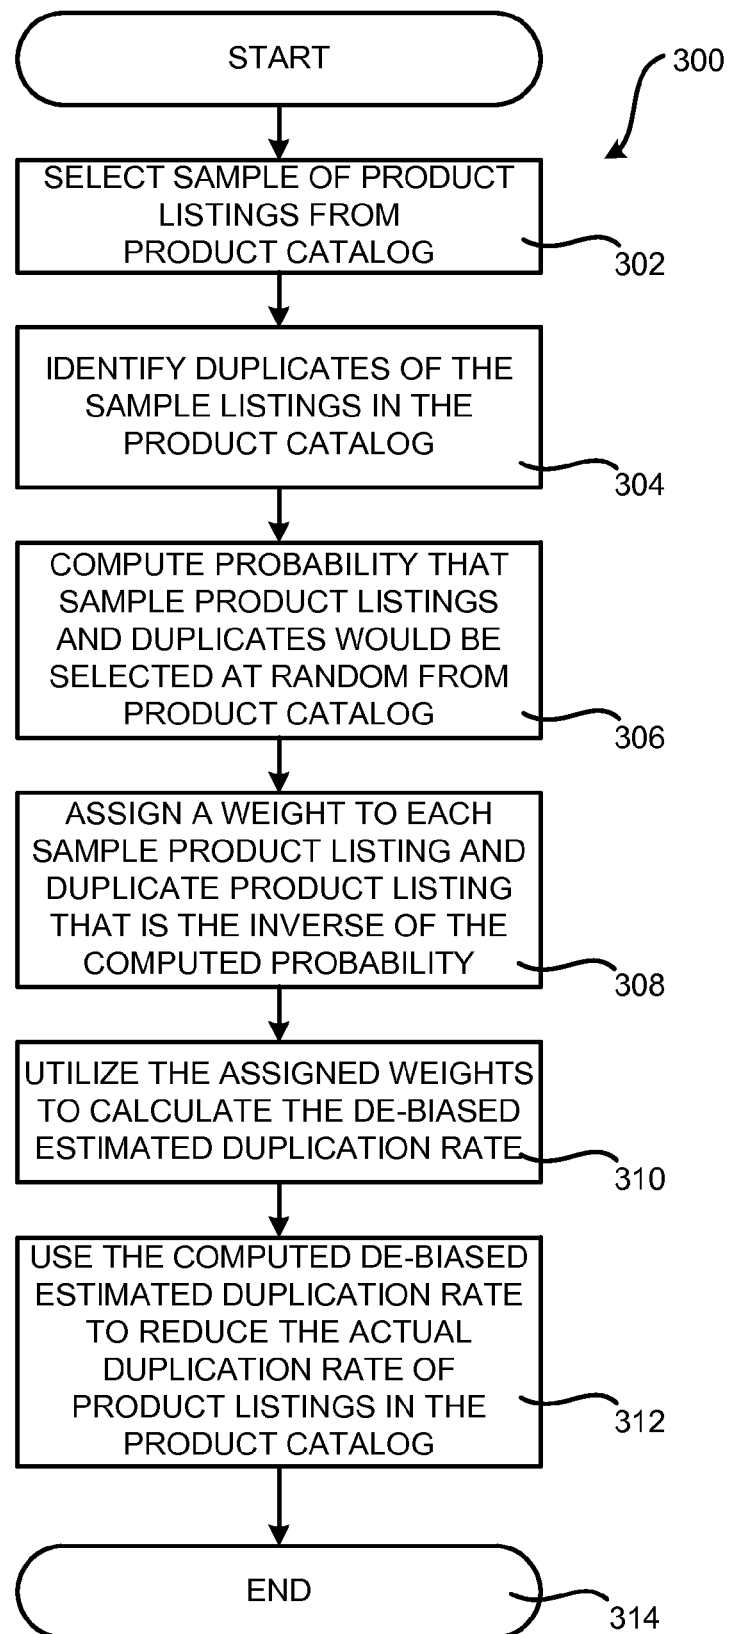 START
300
SELECT SAMPLE OF PRODUCT
LISTINGS FROM
PRODUCT CATALOG
302
IDENTIFY DUPLICATES OF THE
SAMPLE LISTINGS IN THE
PRODUCT CATALOG
304
COMPUTE PROBABILITY THAT
SAMPLE PRODUCT LISTINGS
AND DUPLICATES WOULD BE
SELECTED AT RANDOM FROM
PRODUCT CATALOG
306
ASSIGN A WEIGHT TO EACH
SAMPLE PRODUCT LISTING AND
DUPLICATE PRODUCT LISTING
THAT IS THE INVERSE OF THE
COMPUTED PROBABILITY
308
UTILIZE THE ASSIGNED WEIGHTS
TO CALCULATE THE DE-BIASED
ESTIMATED DUPLICATION RATE
310
USE THE COMPUTED DE-BIASED
ESTIMATED DUPLICATION RATE
TO REDUCE THE ACTUAL
DUPLICATION RATE OF
PRODUCT LISTINGS IN THE
PRODUCT CATALOG
312
END
314